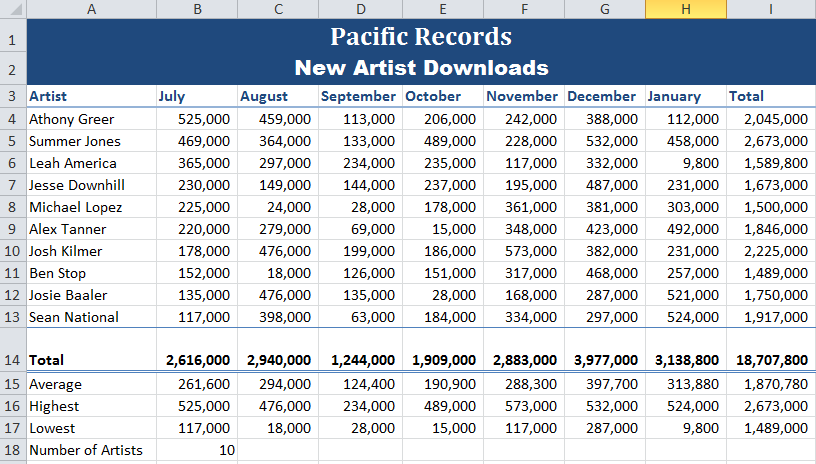 A B C D E F G H I
1 Pacific Records
2 New Artist Downloads
3 Artist July August September October November December January Total
4 Athony Greer 525,000 459,000 113,000 206,000 242,000 388,000 112,000 2,045,000
5 Summer Jones 469,000 364,000 133,000 489,000 228,000 532,000 458,000 2,673,000
6 Leah America 365,000 297,000 234,000 235,000 117,000 332,000 9,800 1,589,800
7 Jesse Downhill 230,000 149,000 144,000 237,000 195,000 487,000 231,000 1,673,000
8 Michael Lopez 225,000 24,000 28,000 178,000 361,000 381,000 303,000 1,500,000
9 Alex Tanner 220,000 279,000 69,000 15,000 348,000 423,000 492,000 1,846,000
10 Josh Kilmer 178,000 476,000 199,000 186,000 573,000 382,000 231,000 2,225,000
11 Ben Stop 152,000 18,000 126,000 151,000 317,000 468,000 257,000 1,489,000
12 Josie Baaler 135,000 476,000 135,000 28,000 168,000 287,000 521,000 1,750,000
13 Sean National 117,000 398,000 63,000 184,000 334,000 297,000 524,000 1,917,000
14 Total 2,616,000 2,940,000 1,244,000 1,909,000 2,883,000 3,977,000 3,138,800 18,707,800
15 Average 261,600 294,000 124,400 190,900 288,300 397,700 313,880 1,870,780
16 Highest 525,000 476,000 234,000 489,000 573,000 532,000 524,000 2,673,000
17 Lowest 117,000 18,000 28,000 15,000 117,000 287,000 9,800 1,489,000
18 Number of Artists 10